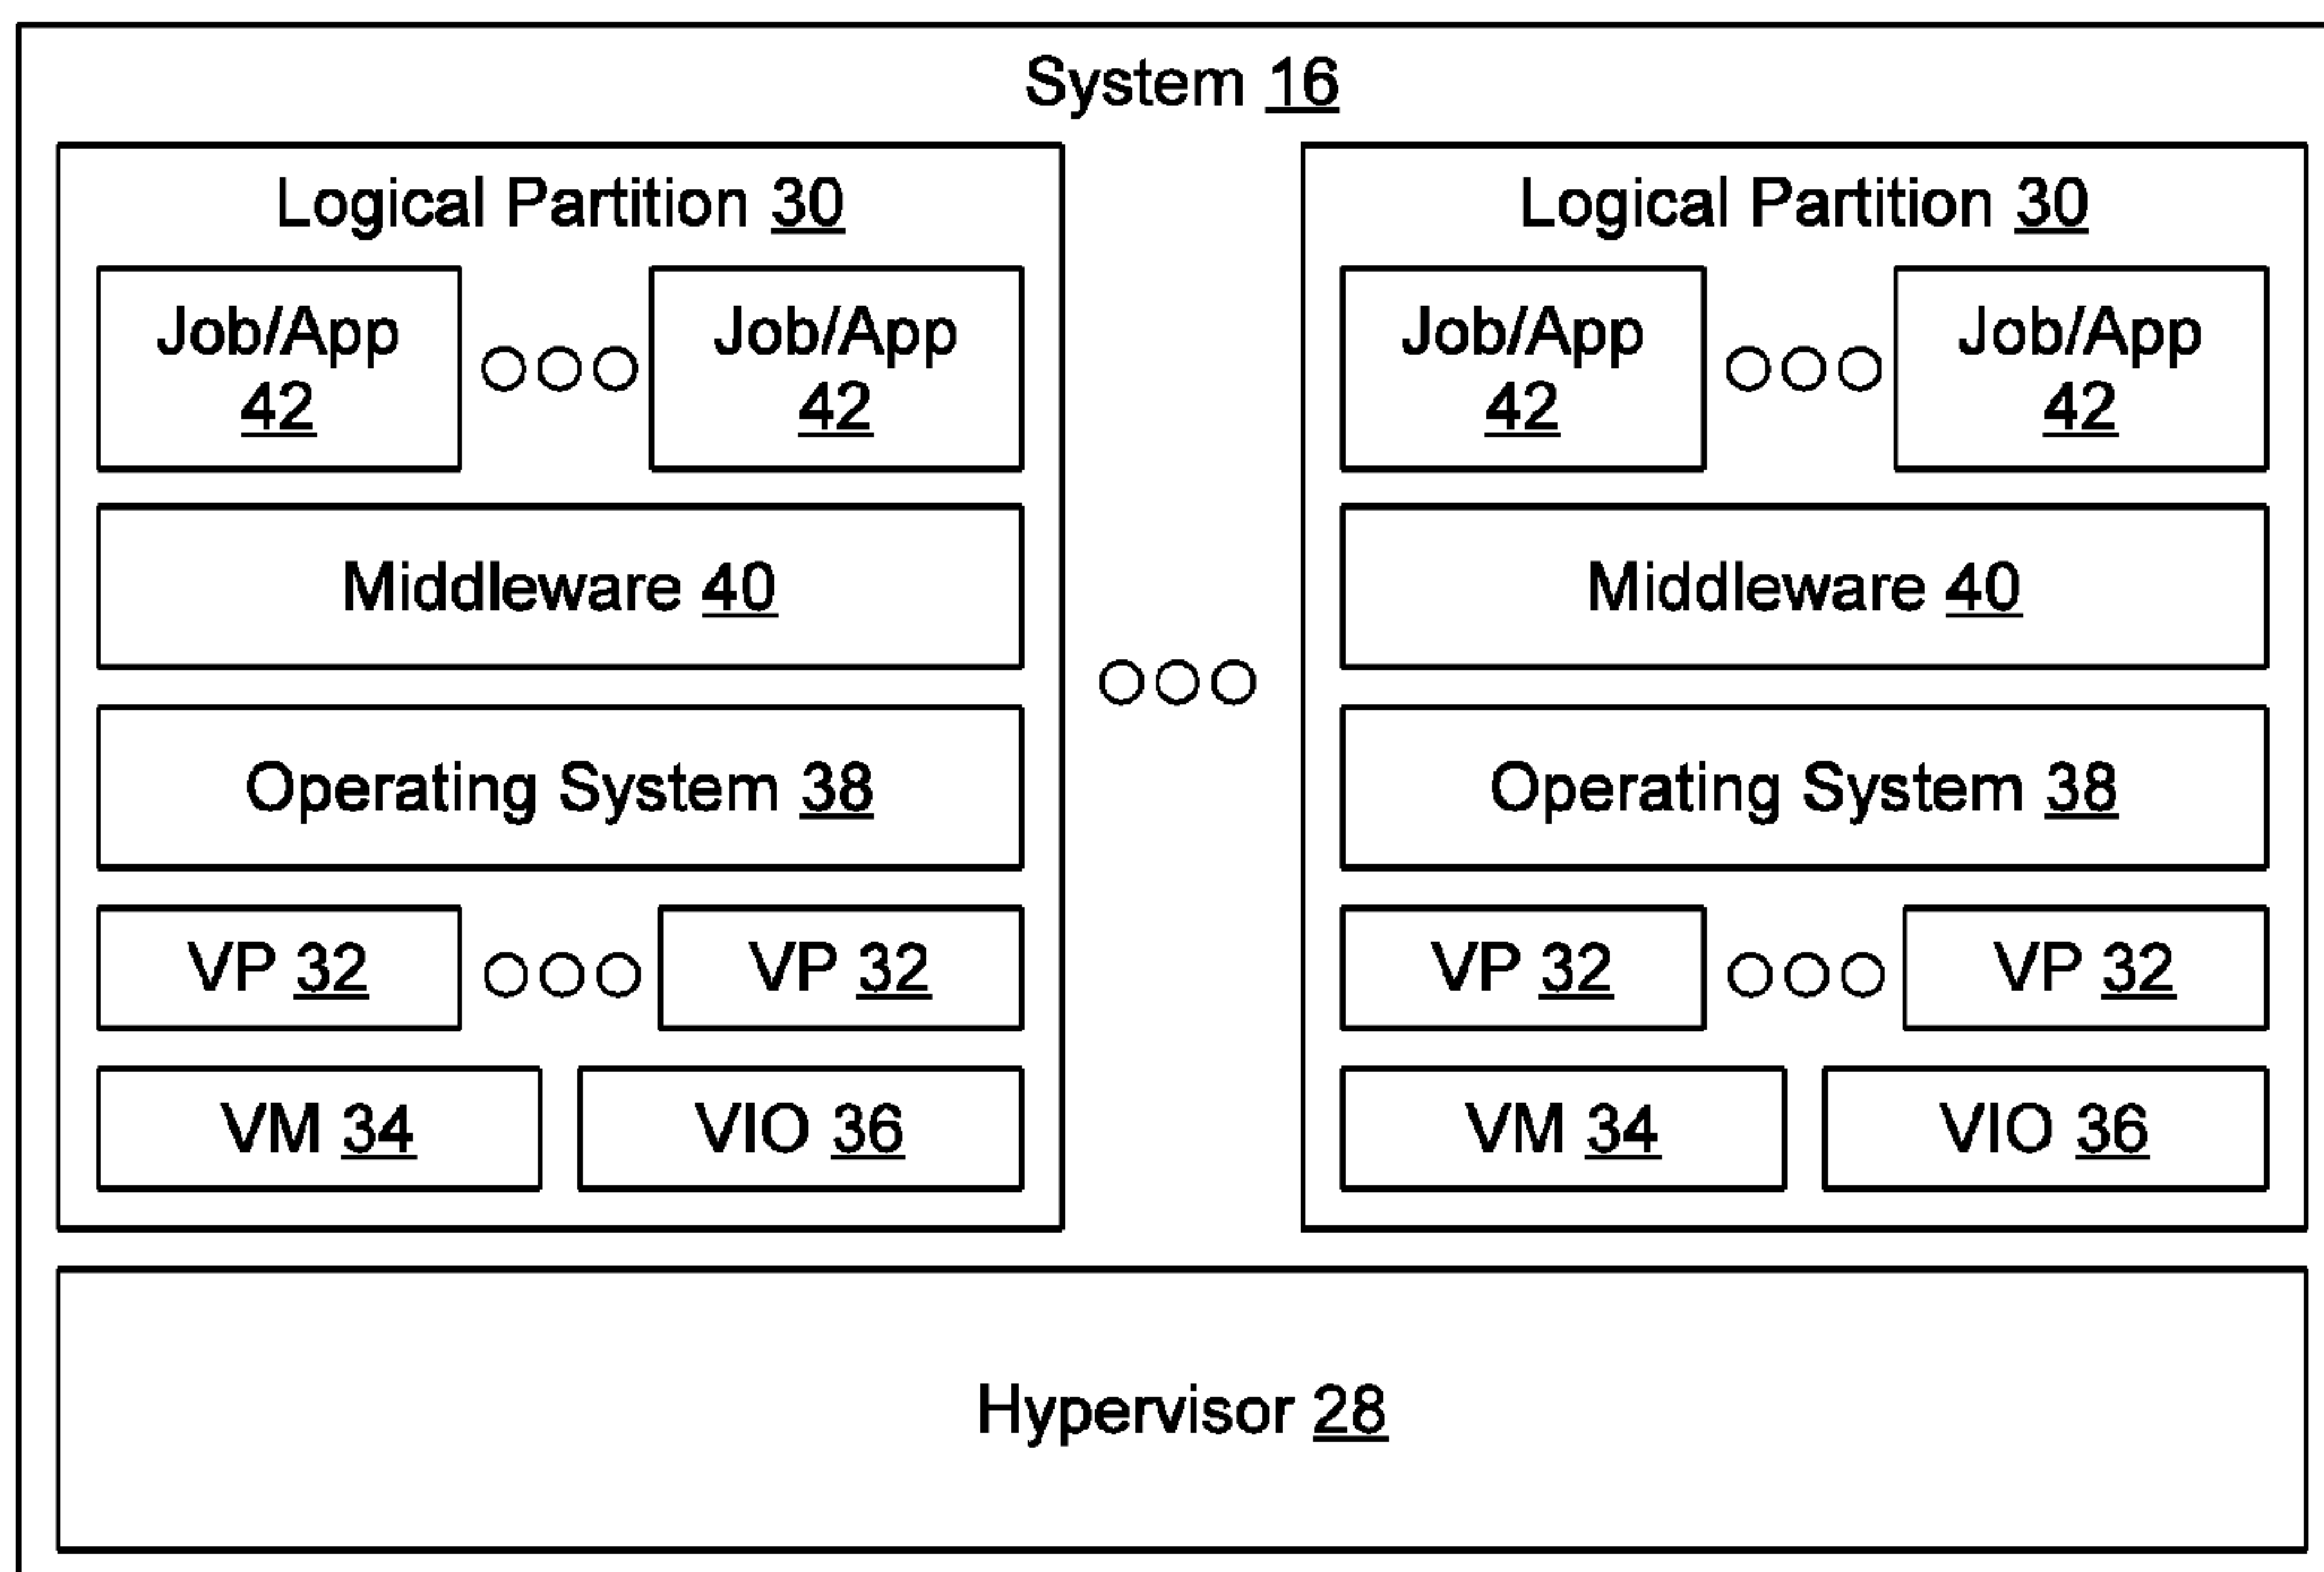 System 16
Logical Partition 30
Job/App
42
Job/App
42
Middleware 40
Operating System 38
VP 32
VP 32
VM 34
VIO 36
Logical Partition 30
Job/App
42
Job/App
42
Middleware 40
Operating System 38
VP 32
VP 32
VM 34
VIO 36
Hypervisor 28